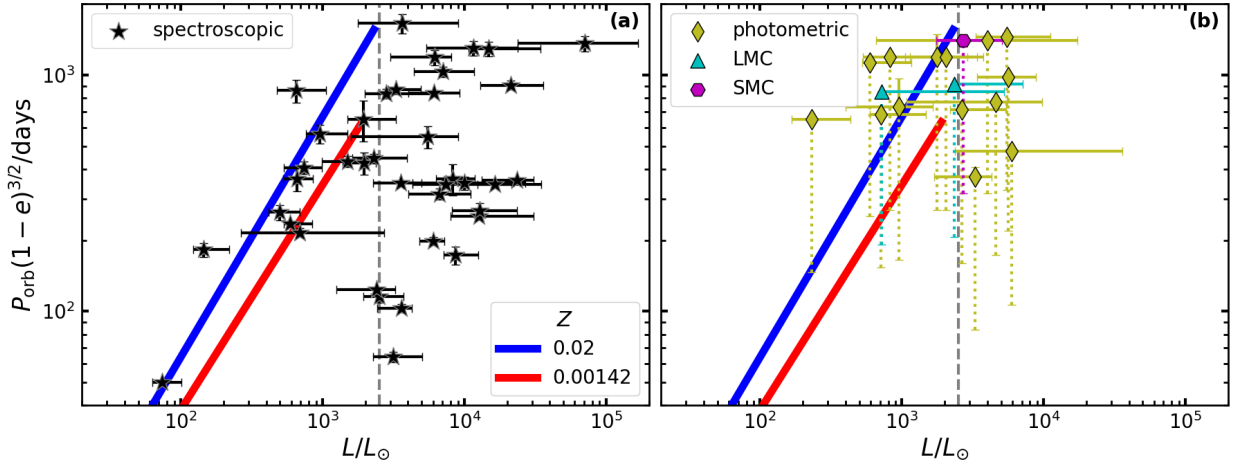 (a)
spectroscopic
P_orb(1 − e)^{3/2}/days
10^3
10^2
Z
0.02
0.00142
10^2 10^3 10^4 10^5
L/L_⊙
(b)
photometric
LMC
SMC
10^2 10^3 10^4 10^5
L/L_⊙